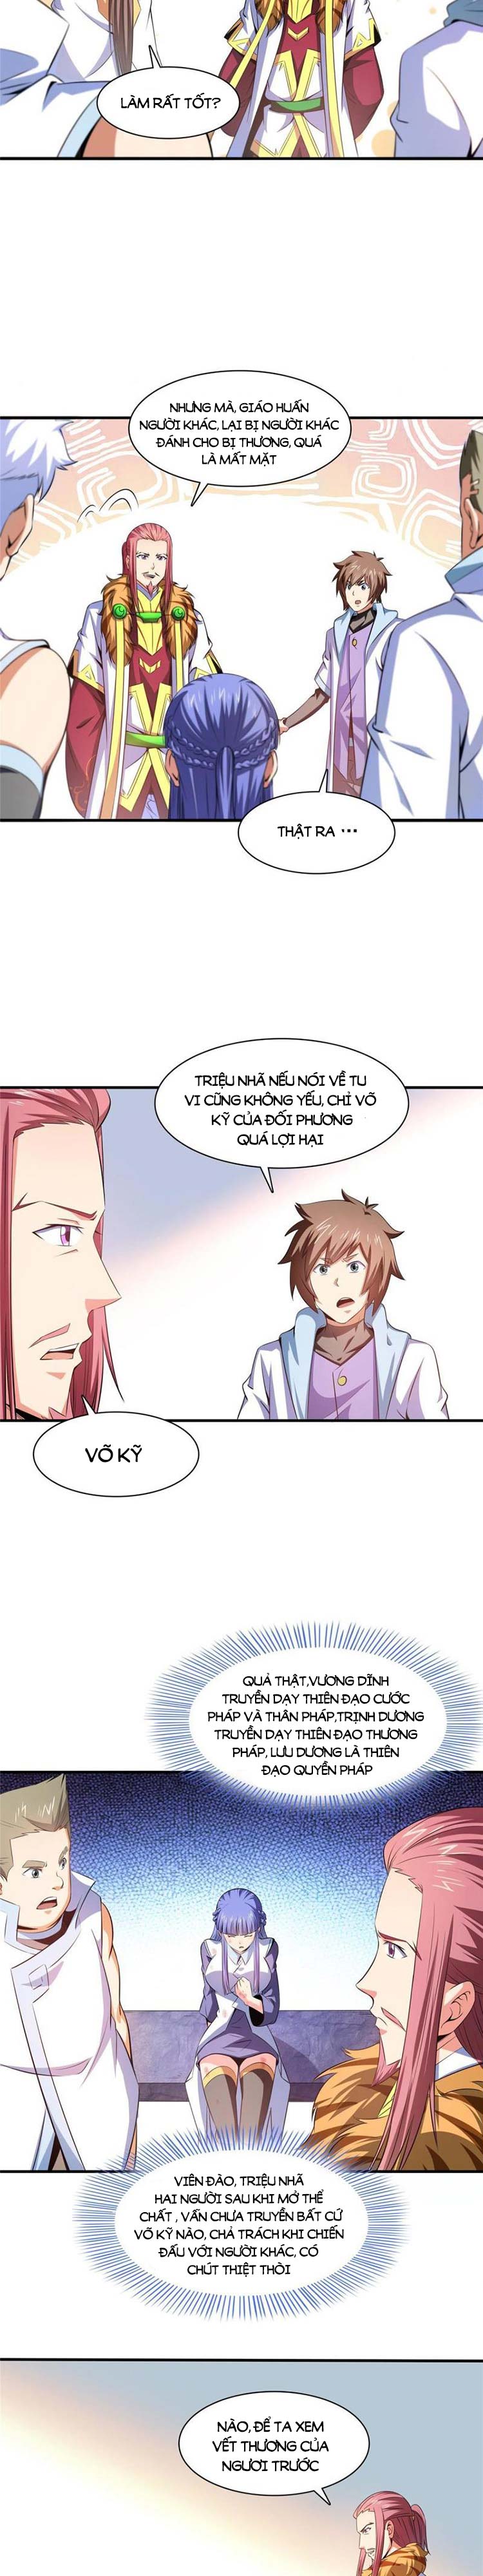 LÀM RẤT TỐT?
NHƯNG MÀ, GIÁO HUẤN
NGƯỜI KHÁC, LẠI BỊ NGƯỜI KHÁC
ĐÁNH CHO BỊ THƯƠNG, QUÁ
LÀ MẤT MẶT
THẬT RA ...
TRIỆU NHÃ NẾU NÓI VỀ TU
VI CŨNG KHÔNG YẾU, CHỈ VÕ
KỸ CỦA ĐỐI PHƯƠNG
QUÁ LỢI HẠI
VÕ KỸ
QUẢ THẬT,VƯƠNG DĨNH
TRUYỀN DẠY THIÊN ĐẠO CƯỚC
PHÁP VÀ THÂN PHÁP,TRỊNH DƯƠNG
TRUYỀN DẠY THIÊN ĐẠO THƯƠNG
PHÁP, LƯU DƯƠNG LÀ THIÊN
ĐẠO QUYỀN PHÁP
VIÊN ĐÀO, TRIỆU NHÃ
HAI NGƯỜI SAU KHI MỞ THỂ
CHẤT , VẪN CHƯA TRUYỀN BẤT CỨ
VÕ KỸ NÀO, CHẢ TRÁCH KHI CHIẾN
ĐẤU VỚI NGƯỜI KHÁC, CÓ
CHÚT THIỆT THÒI
NÀO, ĐỂ TA XEM
VẾT THƯƠNG CỦA
NGƯƠI TRƯỚC